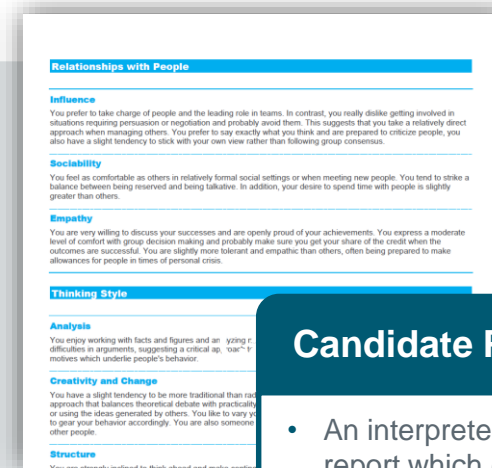 Relationships with People
Influence
You prefer to take charge of people and the leading role in teams. In contrast, you really dislike getting involved in
situations requiring persuasion or negotiation and probably avoid them. This suggests that you take a relatively direct
approach when managing others. You prefer to say exactly what you think and are prepared to criticize people, you
also have a slight tendency to stick with your own view rather than following group consensus.
Sociability
You feel as comfortable as others in relatively formal social settings or when meeting new people. You tend to strike a
balance between being reserved and being talkative. In addition, your desire to spend time with people is slightly
greater than others.
Empathy
You are very willing to discuss your successes and are openly proud of your achievements. You express a moderate
level of comfort with group decision making and probably make sure you get your share of the credit when the
outcomes are successful. You are slightly more tolerant and empathic than others, often being prepared to make
allowances for people in times of personal crisis.
Thinking Style
Analysis
You enjoy working with facts and figures and
difficulties in arguments, suggesting a critical
motives which underlie people's behavior.
Creativity and Change
You have a slight tendency to be more traditional than
approach that balances theoretical debate with practicality
or using the ideas generated by others. You like to vary
to gear your behavior accordingly. You are also someone
other people.
Structure
Candidate
• An
report which